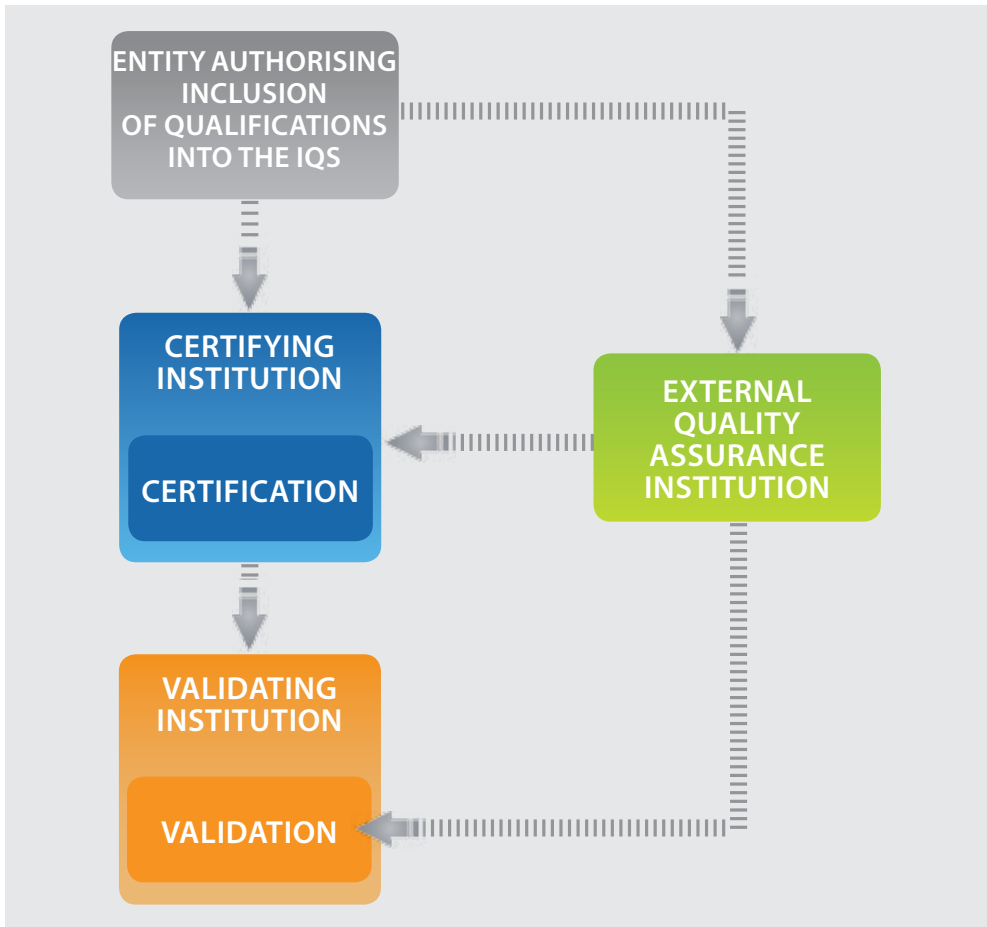 ENTITY AUTHORISING
INCLUSION
OF QUALIFICATIONS
INTO THE IQS
CERTIFYING
INSTITUTION
CERTIFICATION
EXTERNAL
QUALITY
ASSURANCE
INSTITUTION
VALIDATING
INSTITUTION
VALIDATION